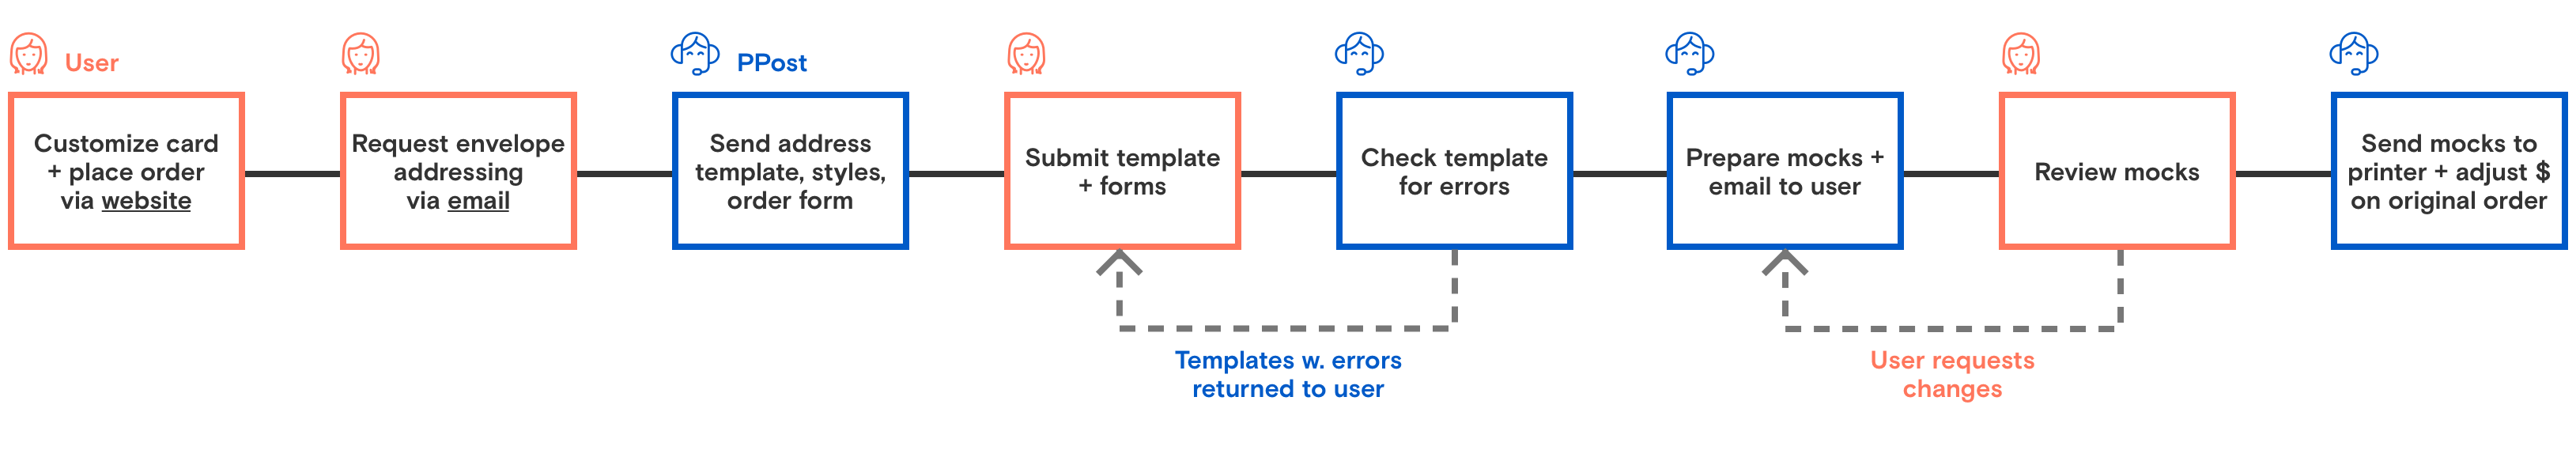 User
PPost
Customize card
+ place order
via website
Request envelope
addressing
via email
Send address
template, styles,
order form
Submit template
+ forms
Check template
for errors
Prepare mocks +
email to user
Review mocks
Send mocks to
printer + adjust $
on original order
Templates w. errors
returned to user
User requests
changes